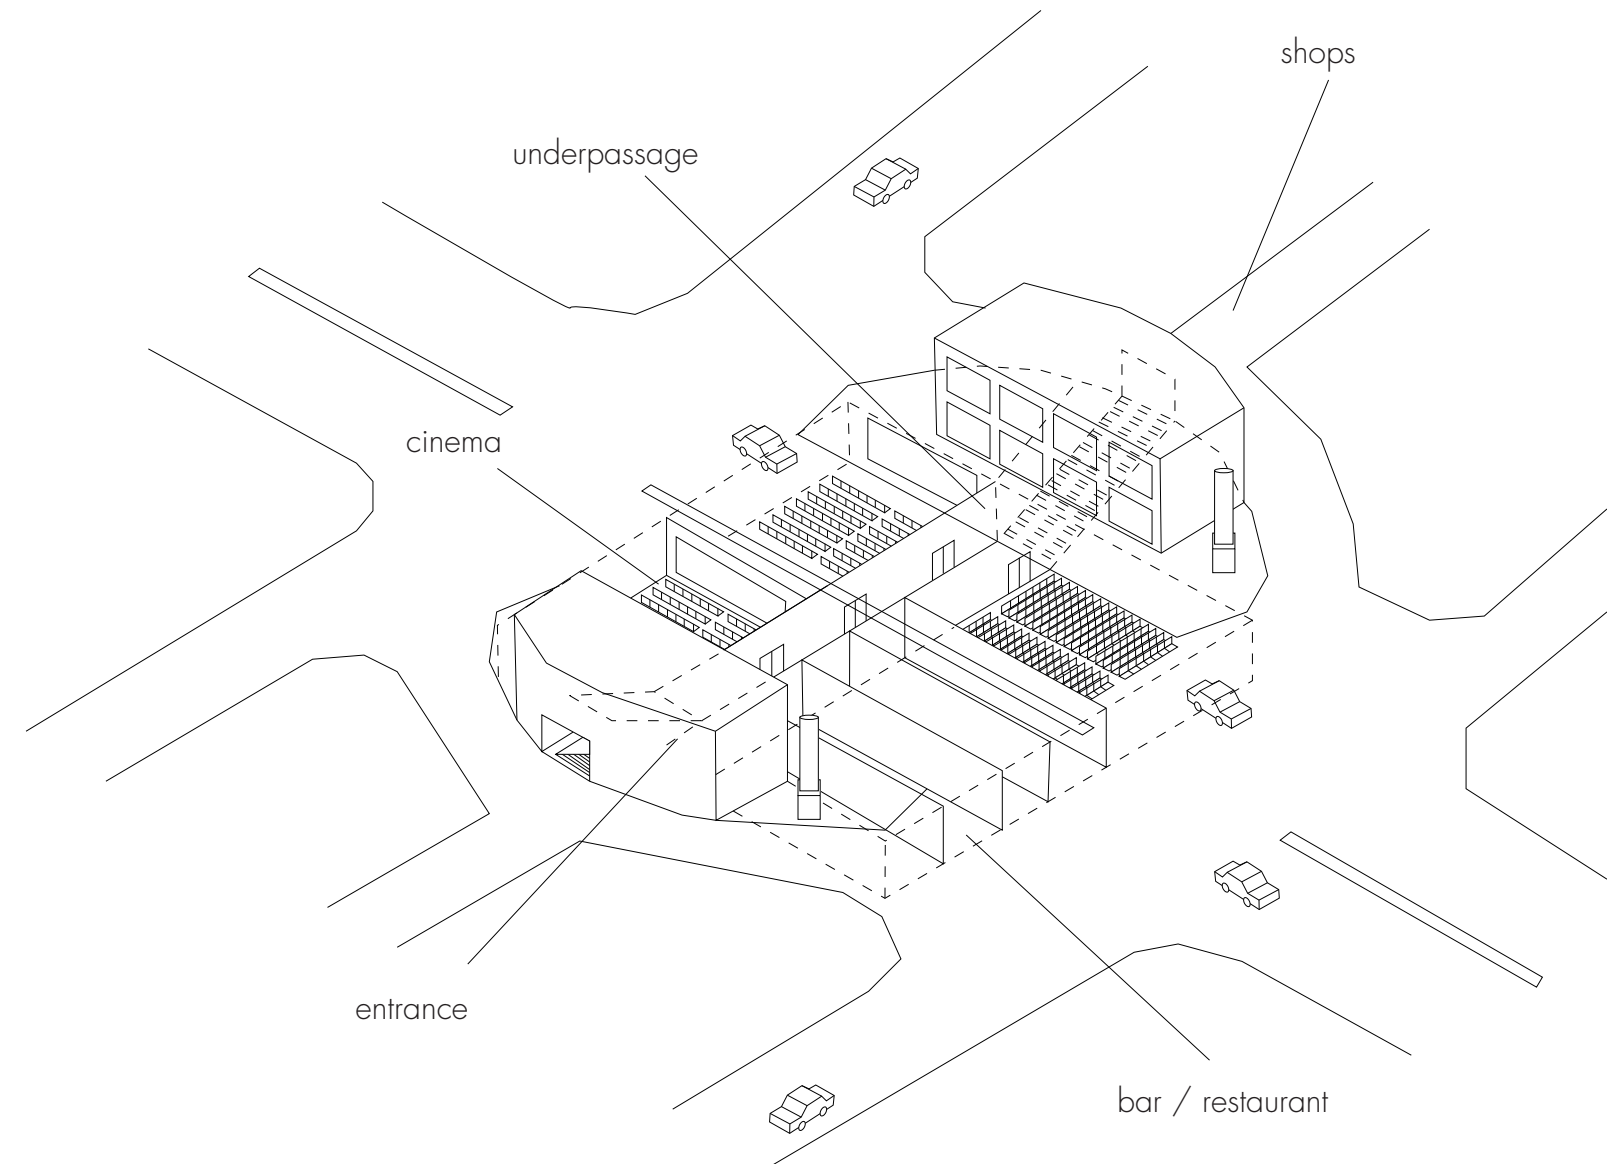 shops
underpassage
cinema
entrance
bar / restaurant